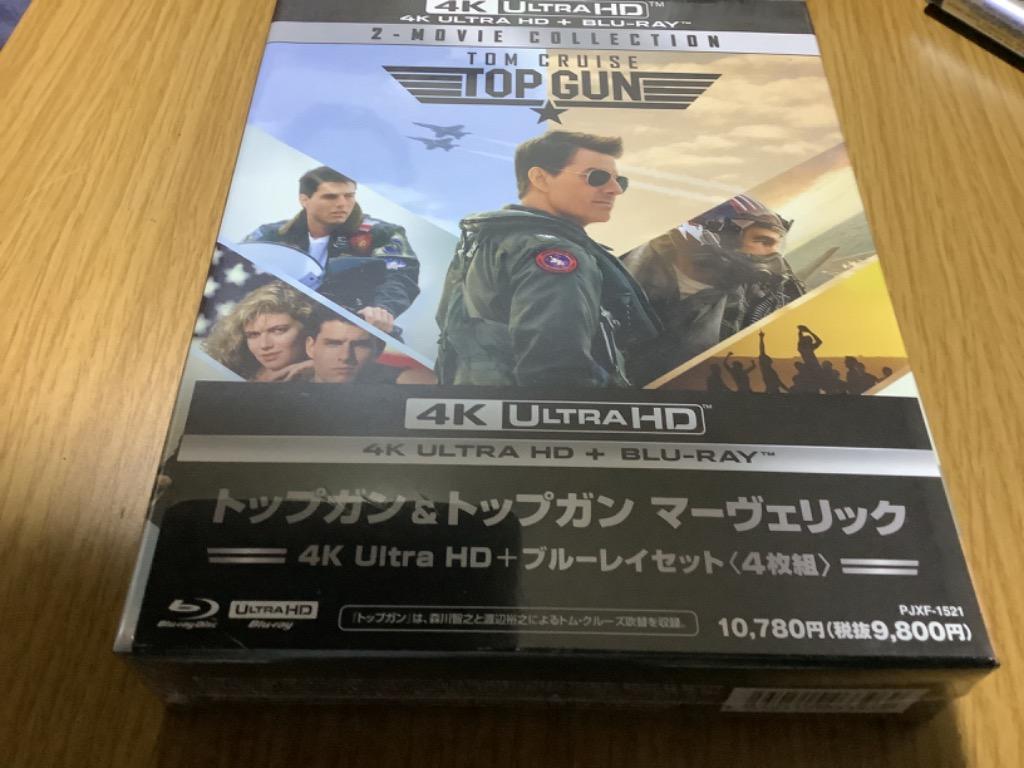 4K ULTRA HD™
4K ULTRA HD + BLU-RAY™
2-MOVIE COLLECTION
TOM CRUISE
TOP GUN
4K ULTRA HD™
4K ULTRA HD + BLU-RAY™
トップガン&トップガン マーヴェリック
4K Ultra HD+ブルーレイセット〈4枚組〉
PJXF-1521
Blu-ray Disc
ULTRA HD
Blu-ray
『トップガン』は、森川智之と渡辺裕之によるトム・クルーズ吹替を収録。
10,780円(税抜9,800円)